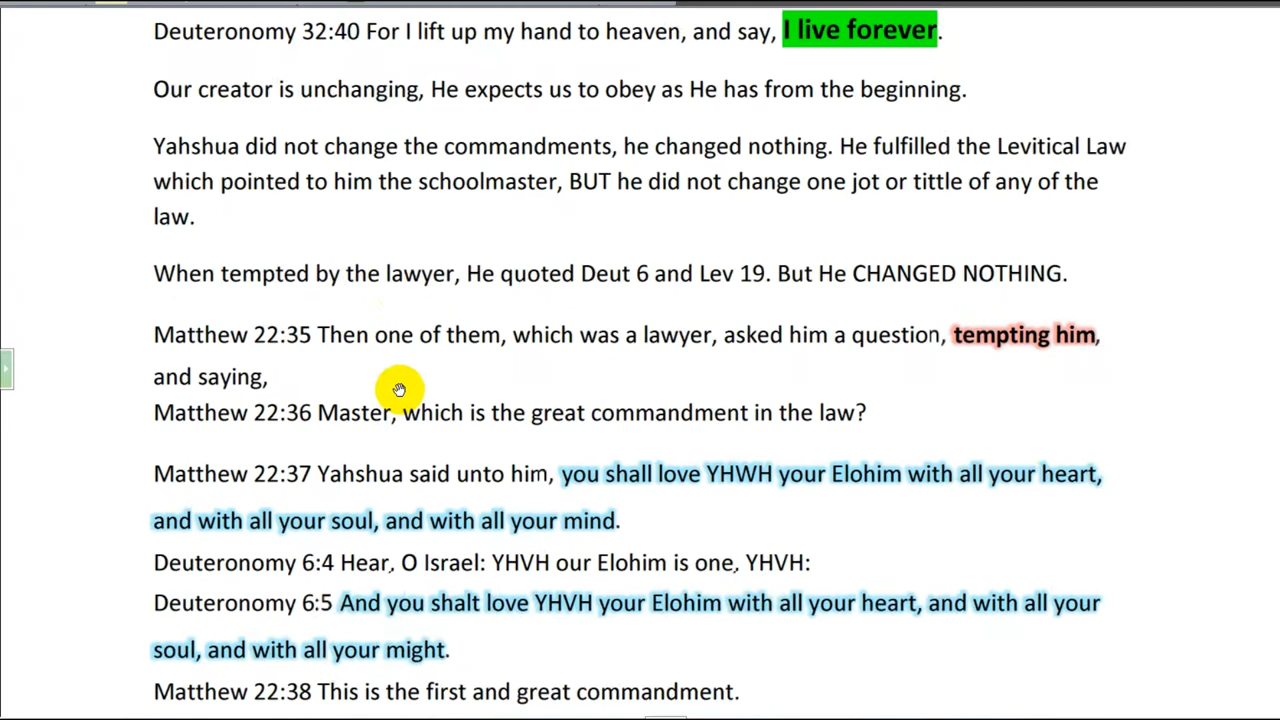 Deuteronomy 32:40 For I lift up my hand to heaven, and say, I live forever.
Our creator is unchanging, He expects us to obey as He has from the beginning.
Yahshua did not change the commandments, he changed nothing. He fulfilled the Levitical Law
which pointed to him the schoolmaster, BUT he did not change one jot or tittle of any of the
law.
When tempted by the lawyer, He quoted Deut 6 and Lev 19. But He CHANGED NOTHING.
Matthew 22:35 Then one of them, which was a lawyer, asked him a question, tempting him,
and saying,
Matthew 22:36 Master, which is the great commandment in the law?
Matthew 22:37 Yahshua said unto him, you shall love YHWH your Elohim with all your heart,
and with all your soul, and with all your mind.
Deuteronomy 6:4 Hear, O Israel: YHVH our Elohim is one, YHVH:
Deuteronomy 6:5 And you shalt love YHVH your Elohim with all your heart, and with all your
soul, and with all your might.
Matthew 22:38 This is the first and great commandment.